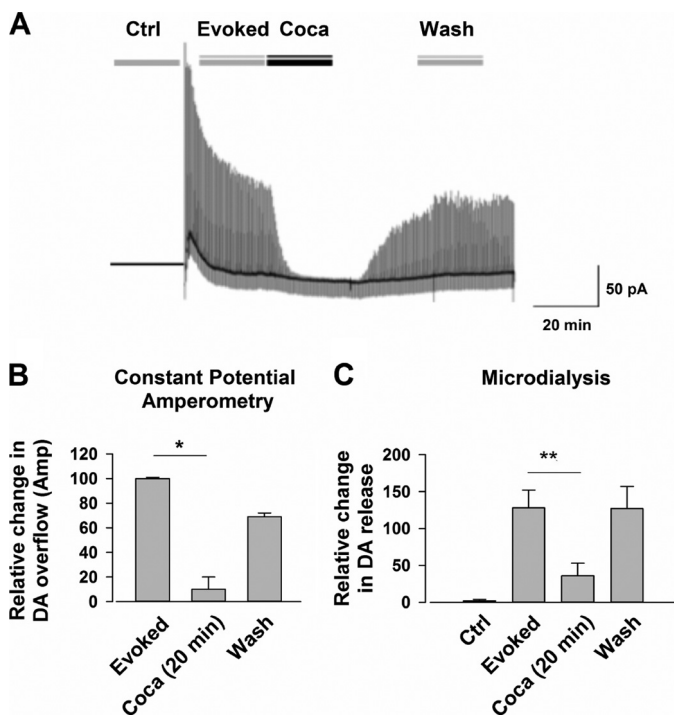 A
Ctrl Evoked Coca Wash
50 pA
20 min
B
Constant Potential
Amperometry
Relative change in
DA overflow (Amp)
120
100
80
60
40
20
0
*
Evoked
Coca (20 min)
Wash
C
Microdialysis
Relative change
in DA release
200
150
100
50
0
**
Ctrl
Evoked
Coca (20 min)
Wash